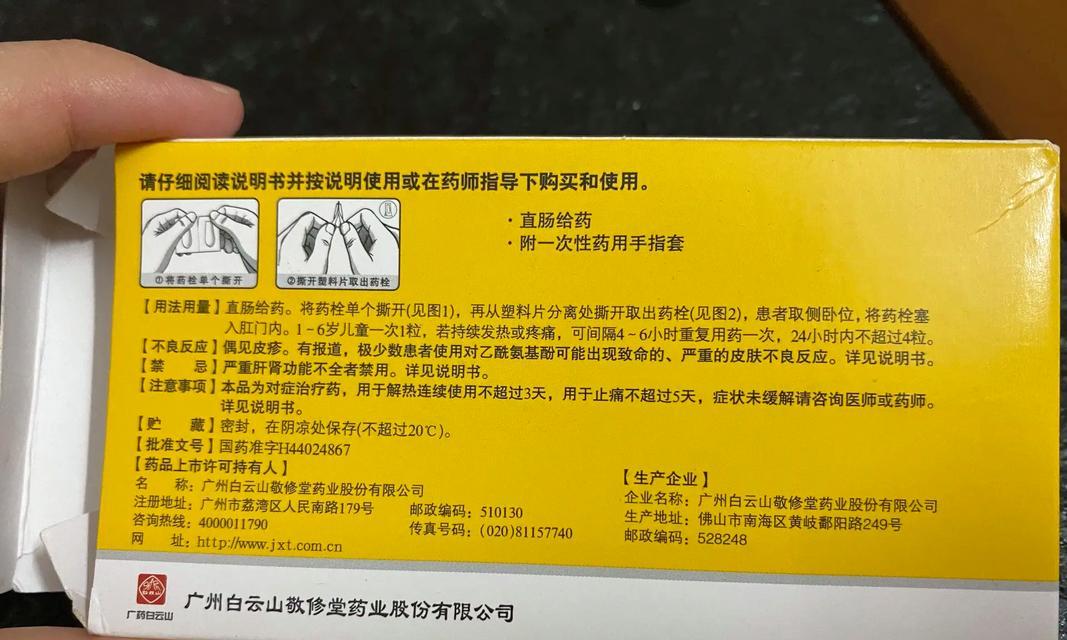 请仔细阅读说明书并按说明使用或在药师指导下购买和使用。
①将药栓单个撕开
②撕开塑料片取出药栓
·直肠给药
·附一次性药用手指套
【用法用量】直肠给药。将药栓单个撕开(见图1)，再从塑料片分离处撕开取出药栓(见图2)，患者取侧卧位，将药栓塞
入肛门内。1~6岁儿童一次1粒，若持续发热或疼痛，可间隔4~6小时重复用药一次，24小时内不超过4粒。
【不良反应】偶见皮疹。有报道，极少数患者使用对乙酰氨基酚可能出现致命的、严重的皮肤不良反应。详见说明书。
【禁 忌】严重肝肾功能不全者禁用。详见说明书。
【注意事项】本品为对症治疗药，用于解热连续使用不超过3天，用于止痛不超过5天，症状未缓解请咨询医师或药师。
详见说明书。
【贮 藏】密封，在阴凉处保存(不超过20℃)。
【批准文号】国药准字H44024867
【药品上市许可持有人】
名 称：广州白云山敬修堂药业股份有限公司
注册地址：广州市荔湾区人民南路179号 邮政编码：510130
咨询热线：4000011790 传真号码：(020)81157740
网 址：http://www.jxt.com.cn
【生产企业】
企业名称：广州白云山敬修堂药业股份有限公司
生产地址：佛山市南海区黄岐鄱阳路249号
邮政编码：528248
白云山
广药白云山
广州白云山敬修堂药业股份有限公司